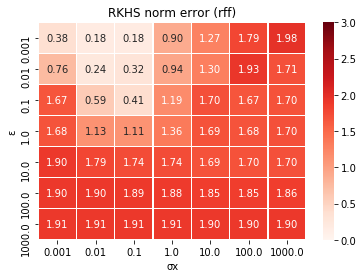 RKHS norm error (rff)
0.001 0.38 0.18 0.18 0.90 1.27 1.79 1.98
0.01 0.76 0.24 0.32 0.94 1.30 1.93 1.71
0.1 1.67 0.59 0.41 1.19 1.70 1.67 1.70
1.0 1.68 1.13 1.11 1.36 1.69 1.68 1.70
10.0 1.90 1.79 1.74 1.74 1.69 1.70 1.70
100.0 1.90 1.90 1.89 1.88 1.85 1.85 1.86
1000.0 1.91 1.91 1.91 1.91 1.90 1.90 1.90
0.001 0.01 0.1 1.0 10.0 100.0 1000.0
σx
ε
3.0
2.5
2.0
1.5
1.0
0.5
0.0